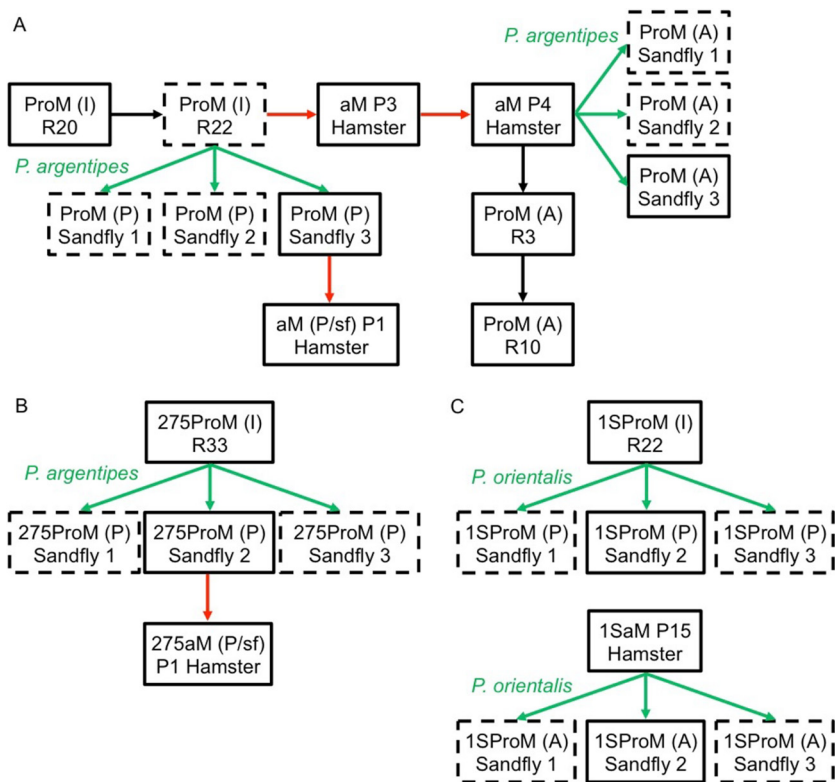 A
ProM (I)
R20
ProM (I)
R22
aM P3
Hamster
aM P4
Hamster
P. argentipes
ProM (A)
Sandfly 1
ProM (A)
Sandfly 2
ProM (A)
Sandfly 3
P. argentipes
ProM (P)
Sandfly 1
ProM (P)
Sandfly 2
ProM (P)
Sandfly 3
ProM (A)
R3
aM (P/sf) P1
Hamster
ProM (A)
R10
B
275ProM (I)
R33
P. argentipes
275ProM (P)
Sandfly 1
275ProM (P)
Sandfly 2
275ProM (P)
Sandfly 3
275aM (P/sf)
P1 Hamster
C
1SProM (I)
R22
P. orientalis
1SProM (P)
Sandfly 1
1SProM (P)
Sandfly 2
1SProM (P)
Sandfly 3
1SaM P15
Hamster
P. orientalis
1SProM (A)
Sandfly 1
1SProM (A)
Sandfly 2
1SProM (A)
Sandfly 3